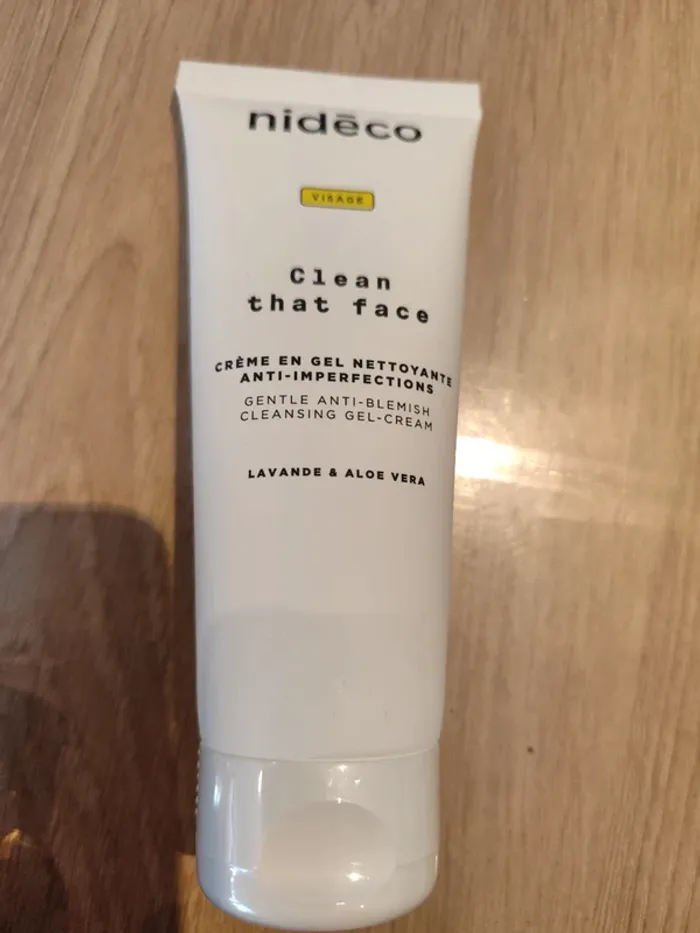 nidēco
VISAGE
Clean
that face
CRÈME EN GEL NETTOYANTE
ANTI-IMPERFECTIONS
GENTLE ANTI-BLEMISH
CLEANSING GEL-CREAM
LAVANDE & ALOE VERA